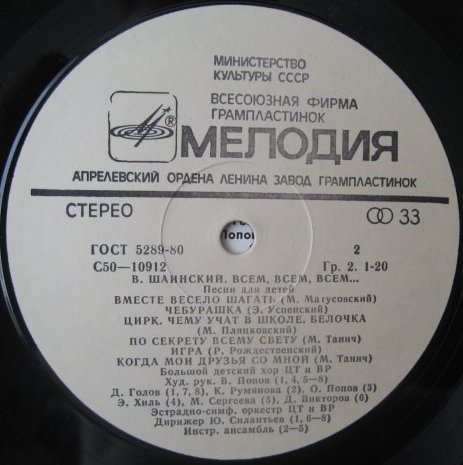 МИНИСТЕРСТВО
КУЛЬТУРЫ СССР
ВСЕСОЮЗНАЯ ФИРМА
ГРАМПЛАСТИНОК
® МЕЛОДИЯ
АПРЕЛЕВСКИЙ ОРДЕНА ЛЕНИНА ЗАВОД ГРАМПЛАСТИНОК
СТЕРЕО 33
ГОСТ 5289-80 2
С50—10912 Гр. 2. 1-20
В. ШАИНСКИЙ. ВСЕМ, ВСЕМ, ВСЕМ...
Песни для детей
ВМЕСТЕ ВЕСЕЛО ШАГАТЬ (М. Матусовский)
ЧЕБУРАШКА (Э. Успенский)
ЦИРК. ЧЕМУ УЧАТ В ШКОЛЕ. БЕЛОЧКА
(М. Пляцковский)
ПО СЕКРЕТУ ВСЕМУ СВЕТУ (М. Танич)
ИГРА (Р. Рождественский)
КОГДА МОИ ДРУЗЬЯ СО МНОЙ (М. Танич)
Большой детский хор ЦТ и ВР
Худ. рук. В. Попов (1, 4, 5—8)
Д. Голов (1, 7, 8), К. Румянова (2), О. Попов (3)
Э. Хиль (4), М. Сергеева (5), Д. Викторов (6)
Эстрадно-симф. оркестр ЦТ и ВР
Дирижер Ю. Силантьев (1, 6—8)
Инстр. ансамбль (2—5)